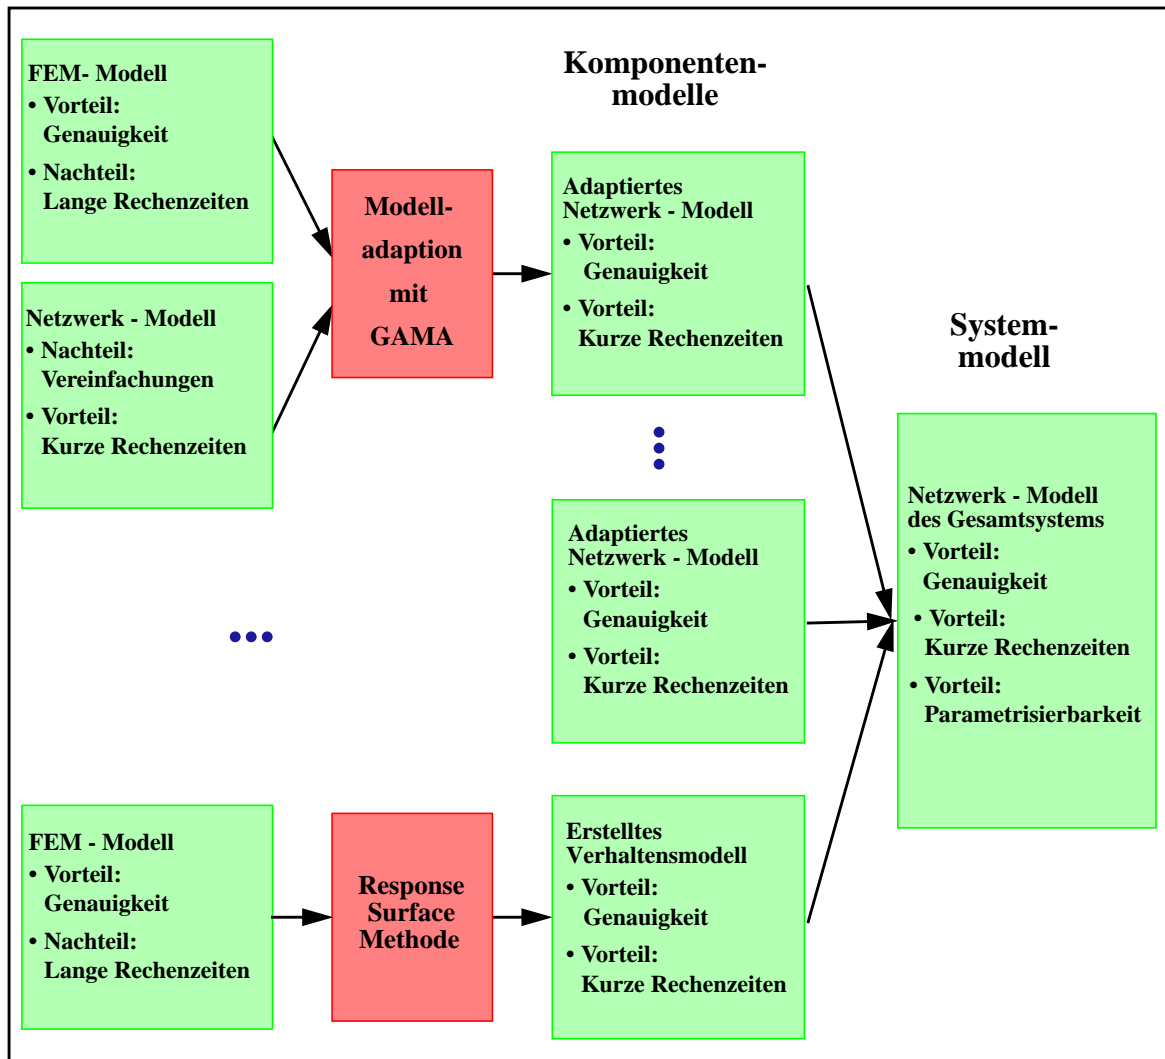 FEM- Modell
• Vorteil:
Genauigkeit
• Nachteil:
Lange Rechenzeiten
Netzwerk - Modell
• Nachteil:
Vereinfachungen
• Vorteil:
Kurze Rechenzeiten
Modell-
adaption
mit
GAMA
Komponenten-
modelle
Adaptiertes
Netzwerk - Modell
• Vorteil:
Genauigkeit
• Vorteil:
Kurze Rechenzeiten
Adaptiertes
Netzwerk - Modell
• Vorteil:
Genauigkeit
• Vorteil:
Kurze Rechenzeiten
System-
modell
Netzwerk - Modell
des Gesamtsystems
• Vorteil:
Genauigkeit
• Vorteil:
Kurze Rechenzeiten
• Vorteil:
Parametrisierbarkeit
FEM - Modell
• Vorteil:
Genauigkeit
• Nachteil:
Lange Rechenzeiten
Response
Surface
Methode
Erstelltes
Verhaltensmodell
• Vorteil:
Genauigkeit
• Vorteil:
Kurze Rechenzeiten